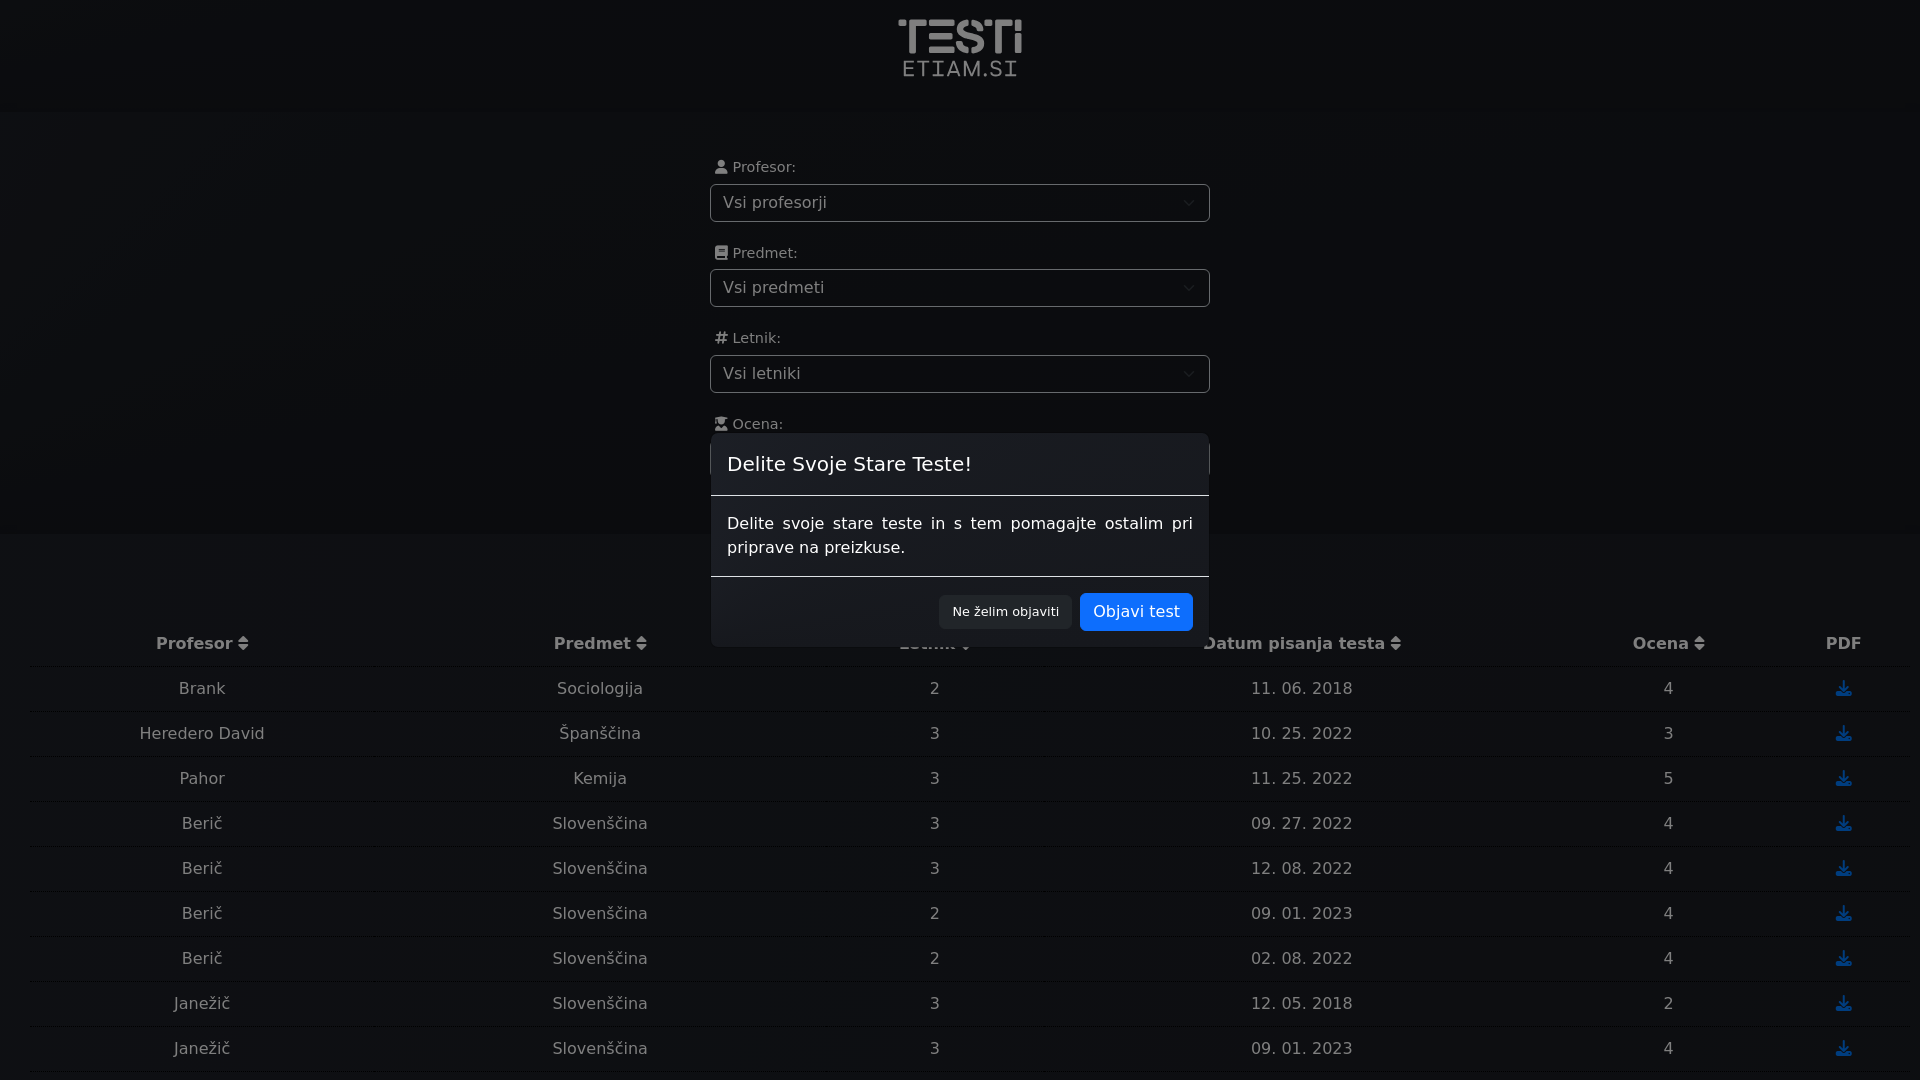 TESTI
ETIAM.SI
Profesor:
Vsi profesorji
Predmet:
Vsi predmeti
Letnik:
Vsi letniki
Ocena:
Delite Svoje Stare Teste!
Delite svoje stare teste in s tem pomagajte ostalim pri
priprave na preizkuse.
Ne želim objaviti Objavi test
Profesor Predmet Letnik Datum pisanja testa Ocena PDF
Brank Sociologija 2 11. 06. 2018 4
Heredero David Španščina 3 10. 25. 2022 3
Pahor Kemija 3 11. 25. 2022 5
Berič Slovenščina 3 09. 27. 2022 4
Berič Slovenščina 3 12. 08. 2022 4
Berič Slovenščina 2 09. 01. 2023 4
Berič Slovenščina 2 02. 08. 2022 4
Janežič Slovenščina 3 12. 05. 2018 2
Janežič Slovenščina 3 09. 01. 2023 4